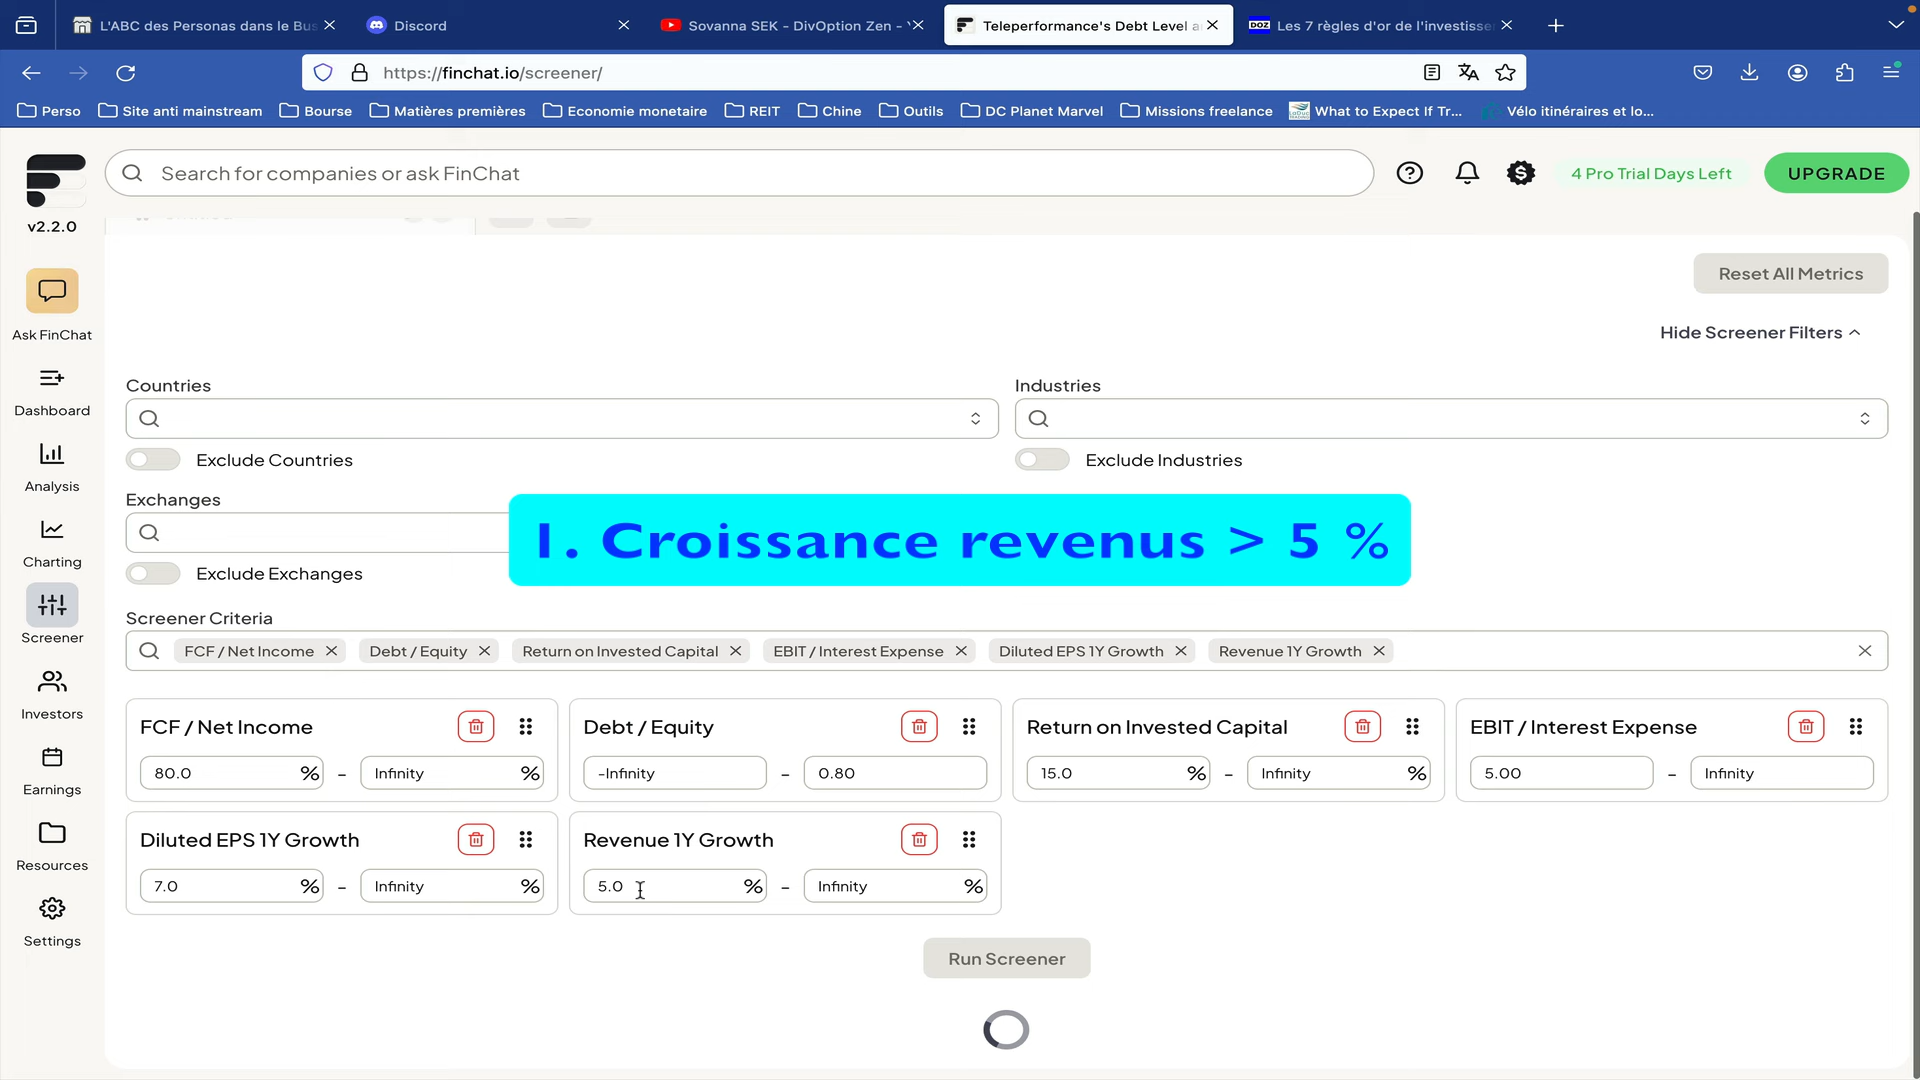 L'ABC des Personas dans le Bus
Discord
Sovanna SEK - DivOption Zen -
Teleperformance's Debt Level a
DOZ
Les 7 règles d'or de l'investisse
https://finchat.io/screener/
Perso
Site anti mainstream
Bourse
Matières premières
Economie monetaire
REIT
Chine
Outils
DC Planet Marvel
Missions freelance
What to Expect If Tr...
Vélo itinéraires et lo...
Search for companies or ask FinChat
4 Pro Trial Days Left
UPGRADE
v2.2.0
Ask FinChat
Dashboard
Analysis
Charting
Screener
Investors
Earnings
Resources
Settings
Reset All Metrics
Hide Screener Filters
Countries
Industries
Exclude Countries
Exclude Industries
Exchanges
1. Croissance revenus > 5 %
Exclude Exchanges
Screener Criteria
FCF / Net Income
Debt / Equity
Return on Invested Capital
EBIT / Interest Expense
Diluted EPS 1Y Growth
Revenue 1Y Growth
FCF / Net Income
80.0 % – Infinity %
Debt / Equity
-Infinity – 0.80
Return on Invested Capital
15.0 % – Infinity %
EBIT / Interest Expense
5.00 – Infinity
Diluted EPS 1Y Growth
7.0 % – Infinity %
Revenue 1Y Growth
5.0 % – Infinity %
Run Screener